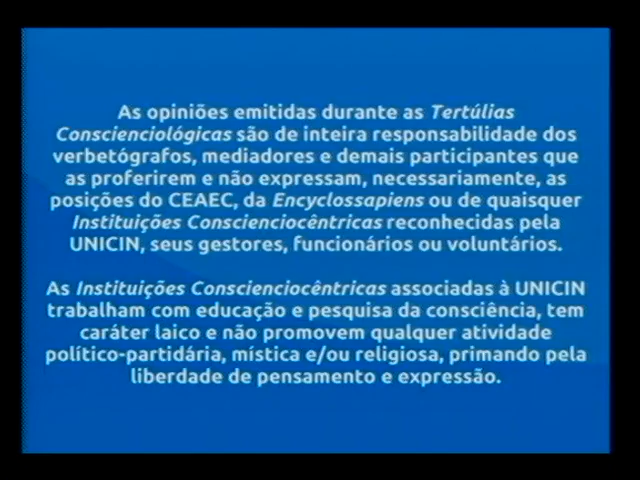 As opiniões emitidas durante as Tertúlias
Conscienciológicas são de inteira responsabilidade dos
verbetógrafos, mediadores e demais participantes que
as proferirem e não expressam, necessariamente, as
posições do CEAEC, da Encyclossapiens ou de quaisquer
Instituições Conscienciocêntricas reconhecidas pela
UNICIN, seus gestores, funcionários ou voluntários.
As Instituições Conscienciocêntricas associadas à UNICIN
trabalham com educação e pesquisa da consciência, tem
caráter laico e não promovem qualquer atividade
político-partidária, mística e/ou religiosa, primando pela
liberdade de pensamento e expressão.